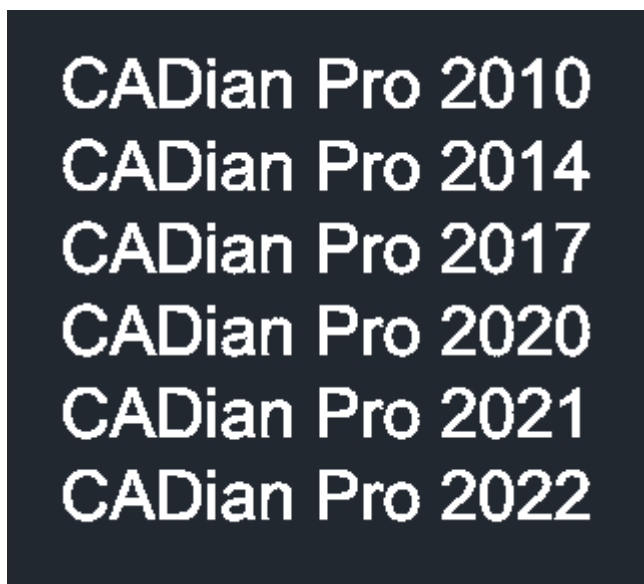 CADian Pro 2010
CADian Pro 2014
CADian Pro 2017
CADian Pro 2020
CADian Pro 2021
CADian Pro 2022